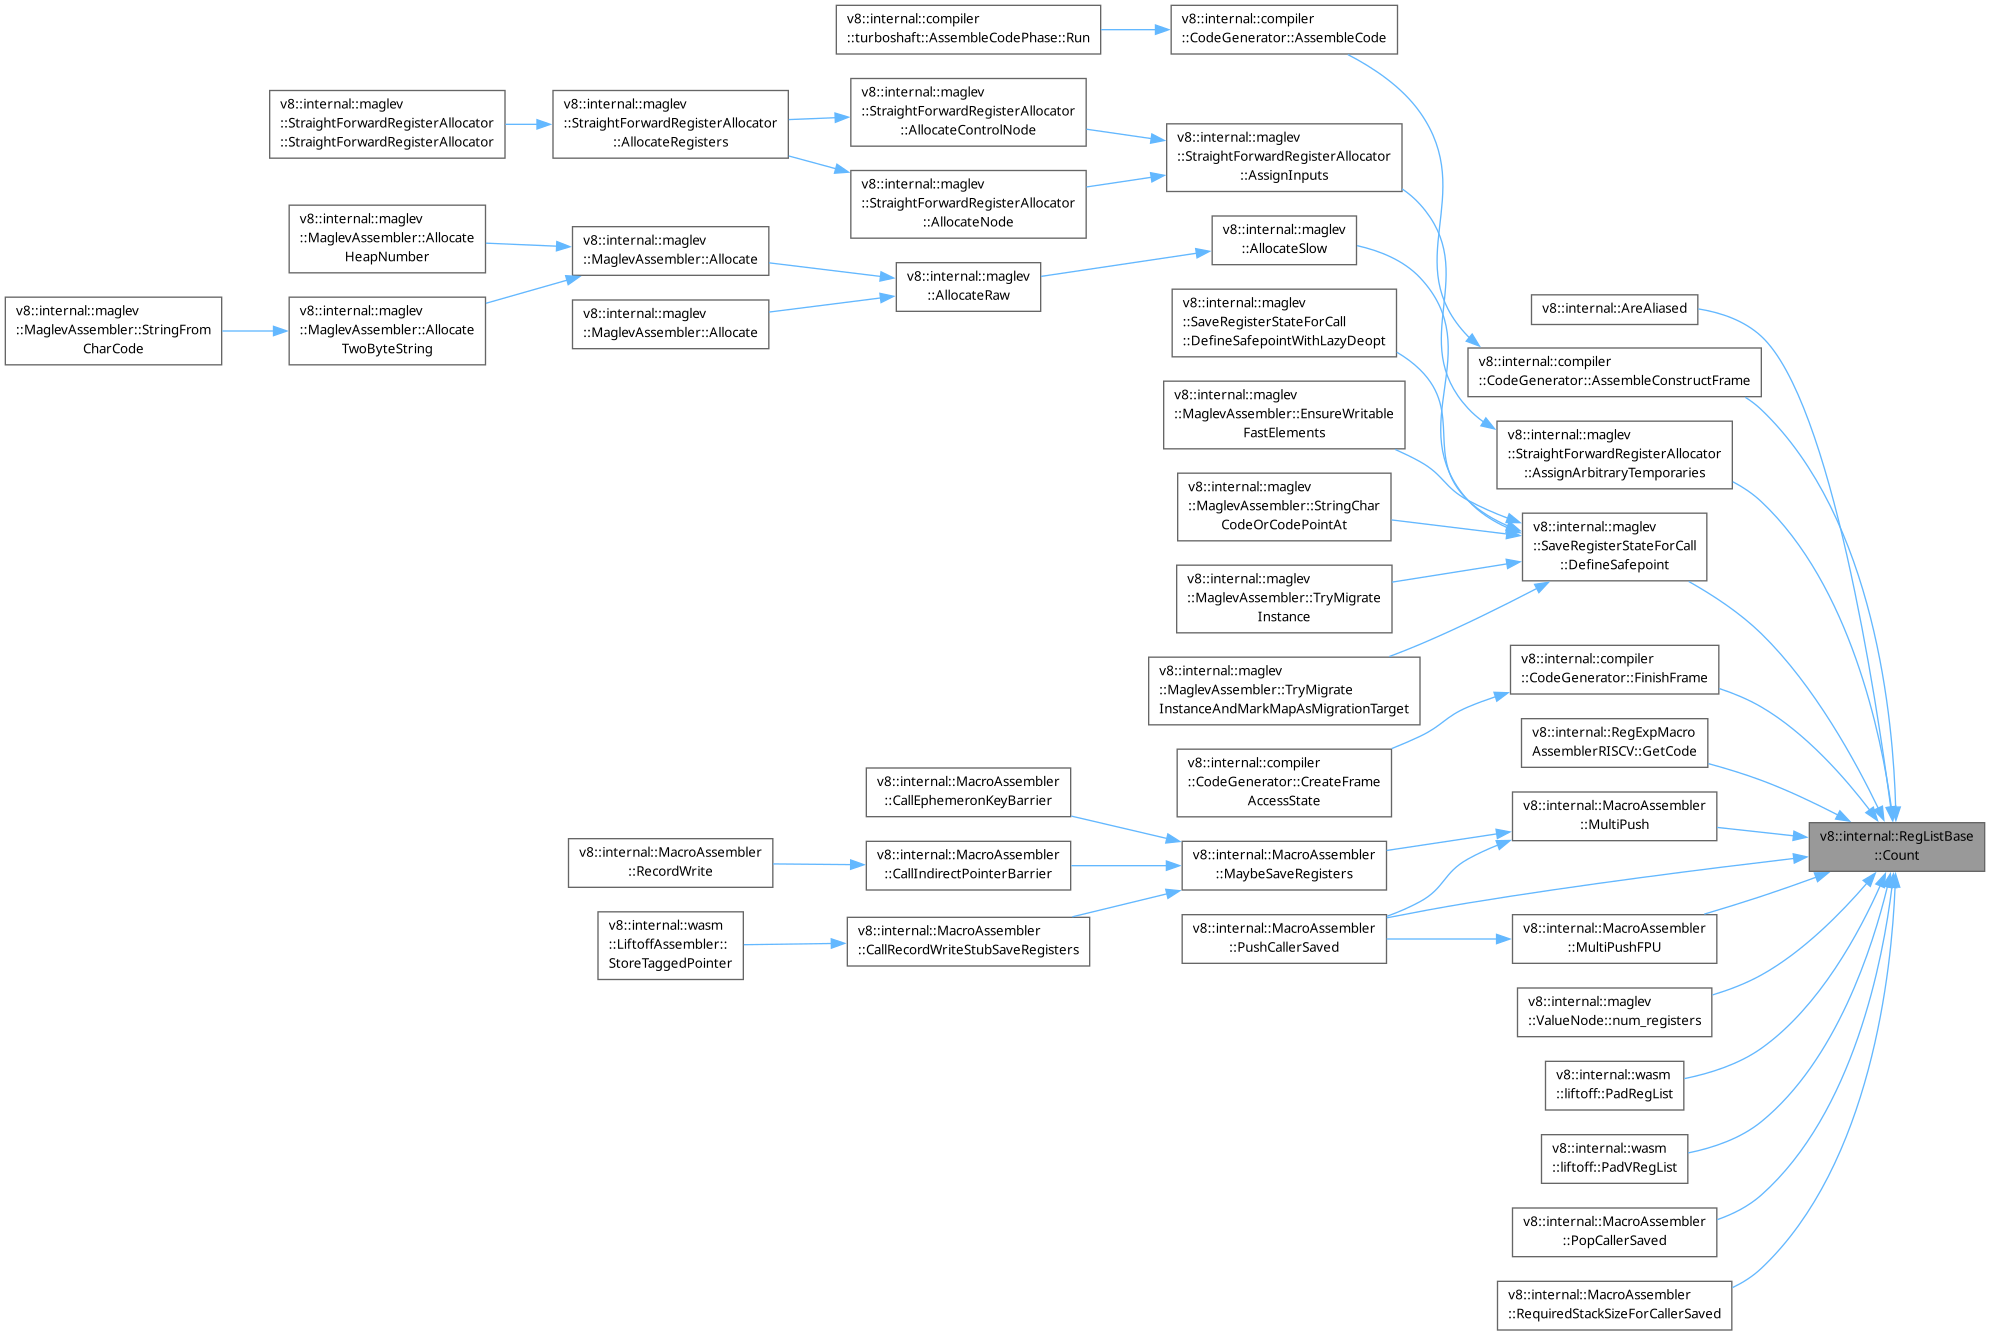 v8::internal::compiler
::turboshaft::AssembleCodePhase::Run
v8::internal::compiler
::CodeGenerator::AssembleCode
v8::internal::maglev
::StraightForwardRegisterAllocator
::StraightForwardRegisterAllocator
v8::internal::maglev
::StraightForwardRegisterAllocator
::AllocateRegisters
v8::internal::maglev
::StraightForwardRegisterAllocator
::AllocateControlNode
v8::internal::maglev
::StraightForwardRegisterAllocator
::AllocateNode
v8::internal::maglev
::StraightForwardRegisterAllocator
::AssignInputs
v8::internal::maglev
::MaglevAssembler::Allocate
HeapNumber
v8::internal::maglev
::MaglevAssembler::Allocate
v8::internal::maglev
::AllocateRaw
v8::internal::maglev
::AllocateSlow
v8::internal::maglev
::MaglevAssembler::StringFrom
CharCode
v8::internal::maglev
::MaglevAssembler::Allocate
TwoByteString
v8::internal::maglev
::MaglevAssembler::Allocate
v8::internal::maglev
::SaveRegisterStateForCall
::DefineSafepointWithLazyDeopt
v8::internal::AreAliased
v8::internal::compiler
::CodeGenerator::AssembleConstructFrame
v8::internal::maglev
::MaglevAssembler::EnsureWritable
FastElements
v8::internal::maglev
::StraightForwardRegisterAllocator
::AssignArbitraryTemporaries
v8::internal::maglev
::MaglevAssembler::StringChar
CodeOrCodePointAt
v8::internal::maglev
::SaveRegisterStateForCall
::DefineSafepoint
v8::internal::maglev
::MaglevAssembler::TryMigrate
Instance
v8::internal::maglev
::MaglevAssembler::TryMigrate
InstanceAndMarkMapAsMigrationTarget
v8::internal::compiler
::CodeGenerator::FinishFrame
v8::internal::RegExpMacro
AssemblerRISCV::GetCode
v8::internal::compiler
::CodeGenerator::CreateFrame
AccessState
v8::internal::MacroAssembler
::CallEphemeronKeyBarrier
v8::internal::MacroAssembler
::MultiPush
v8::internal::RegListBase
::Count
v8::internal::MacroAssembler
::RecordWrite
v8::internal::MacroAssembler
::CallIndirectPointerBarrier
v8::internal::MacroAssembler
::MaybeSaveRegisters
v8::internal::wasm
::LiftoffAssembler::
StoreTaggedPointer
v8::internal::MacroAssembler
::CallRecordWriteStubSaveRegisters
v8::internal::MacroAssembler
::PushCallerSaved
v8::internal::MacroAssembler
::MultiPushFPU
v8::internal::maglev
::ValueNode::num_registers
v8::internal::wasm
::liftoff::PadRegList
v8::internal::wasm
::liftoff::PadVRegList
v8::internal::MacroAssembler
::PopCallerSaved
v8::internal::MacroAssembler
::RequiredStackSizeForCallerSaved